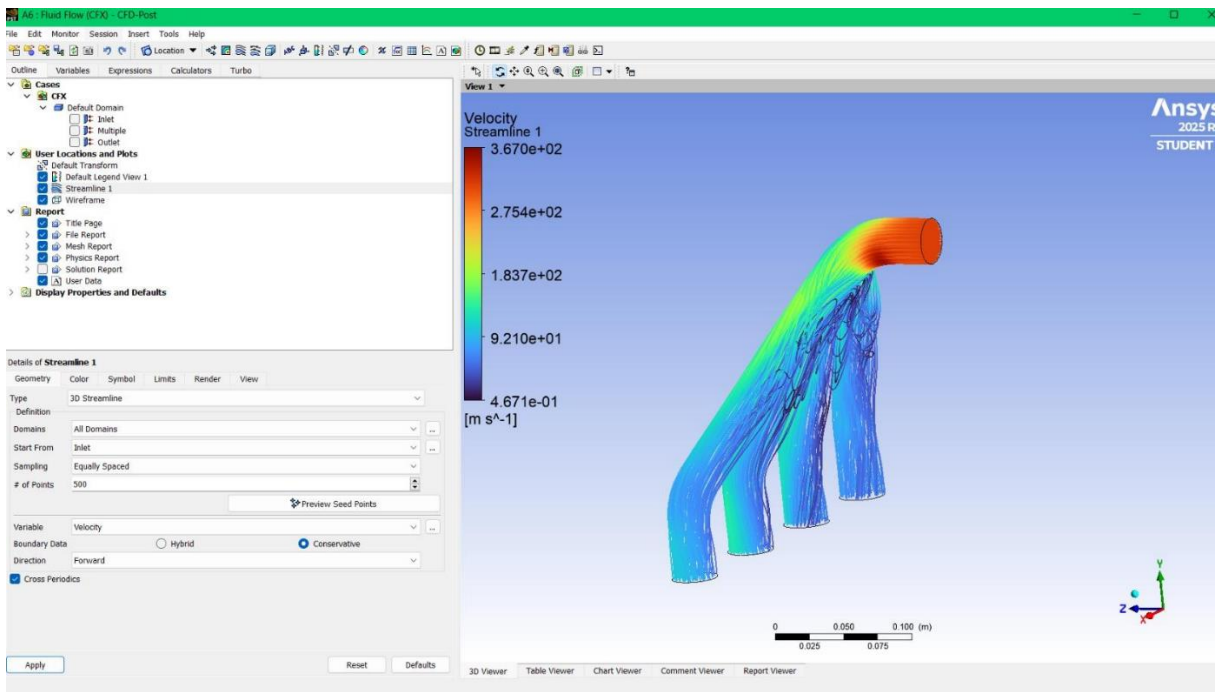 A6 : Fluid Flow (CFX) - CFD-Post
File Edit Monitor Session Insert Tools Help
Location
Outline Variables Expressions Calculators Turbo
Cases
CFX
Default Domain
Inlet
Multiple
Outlet
User Locations and Plots
Default Transform
Default Legend View 1
Streamline 1
Wireframe
Report
Title Page
File Report
Mesh Report
Physics Report
Solution Report
User Data
Display Properties and Defaults
Details of Streamline 1
Geometry Color Symbol Limits Render View
Type 3D Streamline
Definition
Domains All Domains
Start From Inlet
Sampling Equally Spaced
# of Points 500
Preview Seed Points
Variable Velocity
Boundary Data Hybrid Conservative
Direction Forward
Cross Periodics
Apply Reset Defaults
View 1
Velocity
Streamline 1
3.670e+02
2.754e+02
1.837e+02
9.210e+01
4.671e-01
[m s^-1]
Ansys
2025 R
STUDENT
Y
Z
X
0 0.050 0.100 (m)
0.025 0.075
3D Viewer Table Viewer Chart Viewer Comment Viewer Report Viewer